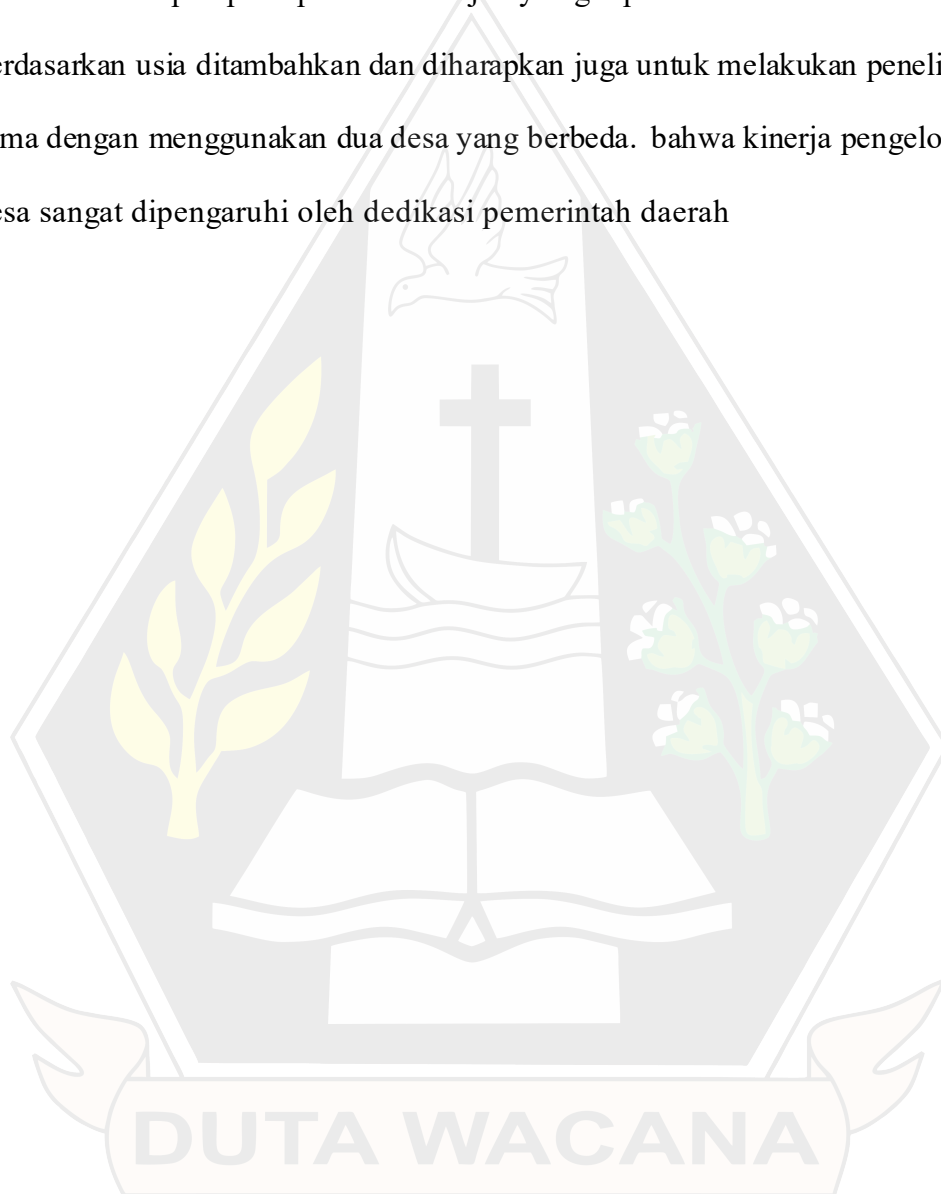 erdasarkan usia ditambahkan dan diharapkan juga untuk melakukan peneli
ma dengan menggunakan dua desa yang berbeda. bahwa kinerja pengelo
esa sangat dipengaruhi oleh dedikasi pemerintah daerah
DUTA WACANA